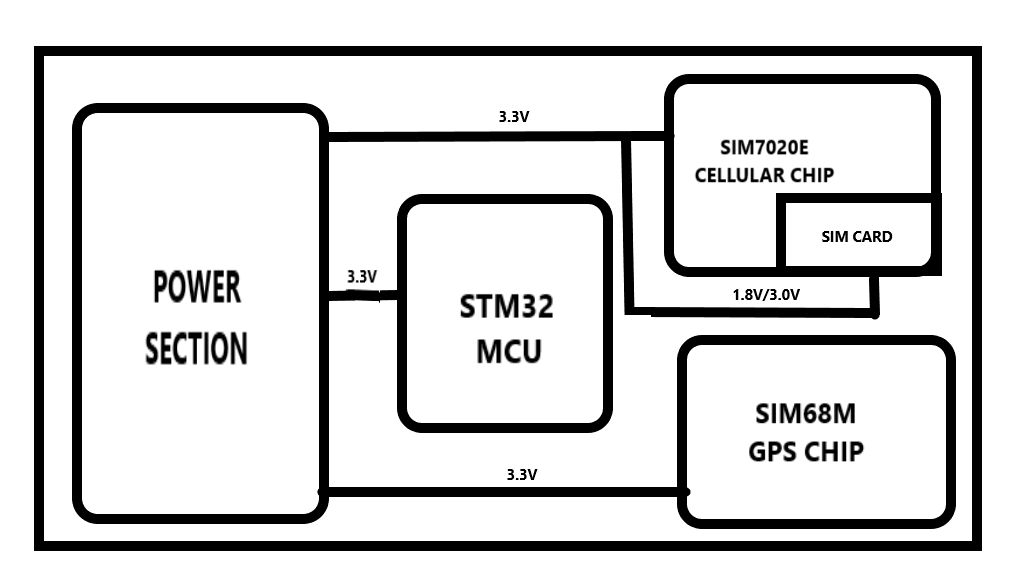 3.3V
SIM7020E
CELLULAR CHIP
SIM CARD
POWER
SECTION
3.3V
STM32
MCU
1.8V/3.0V
SIM68M
GPS CHIP
3.3V